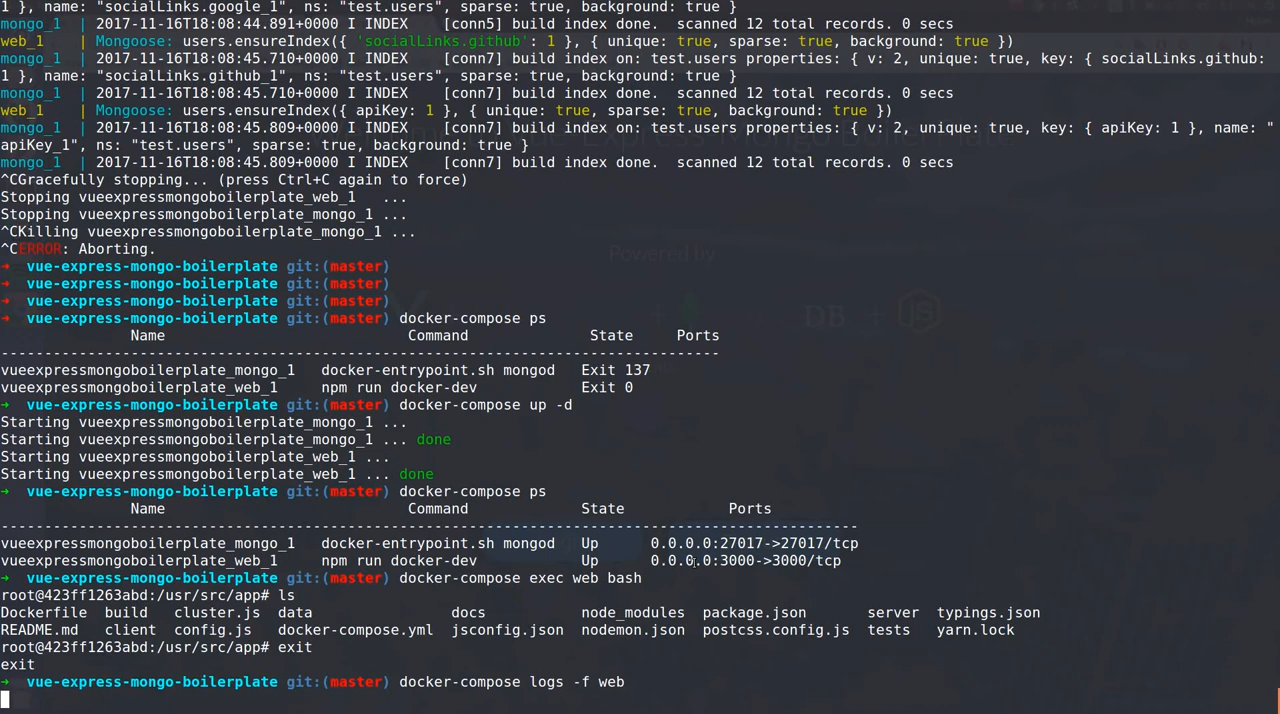 1 }, name: "socialLinks.google_1", ns: "test.users", sparse: true, background: true }
mongo_1  | 2017-11-16T18:08:44.891+0000 I INDEX    [conn5] build index done.  scanned 12 total records. 0 secs
web_1    | Mongoose: users.ensureIndex({ 'socialLinks.github': 1 }, { unique: true, sparse: true, background: true })
mongo_1  | 2017-11-16T18:08:45.710+0000 I INDEX    [conn7] build index on: test.users properties: { v: 2, unique: true, key: { socialLinks.github:
1 }, name: "socialLinks.github_1", ns: "test.users", sparse: true, background: true }
mongo_1  | 2017-11-16T18:08:45.710+0000 I INDEX    [conn7] build index done.  scanned 12 total records. 0 secs
web_1    | Mongoose: users.ensureIndex({ apiKey: 1 }, { unique: true, sparse: true, background: true })
mongo_1  | 2017-11-16T18:08:45.809+0000 I INDEX    [conn7] build index on: test.users properties: { v: 2, unique: true, key: { apiKey: 1 }, name: "
apiKey_1", ns: "test.users", sparse: true, background: true }
mongo_1  | 2017-11-16T18:08:45.809+0000 I INDEX    [conn7] build index done.  scanned 12 total records. 0 secs
^CGracefully stopping... (press Ctrl+C again to force)
Stopping vueexpressmongoboilerplate_web_1   ...
Stopping vueexpressmongoboilerplate_mongo_1 ...
^CKilling vueexpressmongoboilerplate_mongo_1 ...
^CERROR: Aborting.
➜  vue-express-mongo-boilerplate git:(master)
➜  vue-express-mongo-boilerplate git:(master)
➜  vue-express-mongo-boilerplate git:(master)
➜  vue-express-mongo-boilerplate git:(master) docker-compose ps
Name                             Command               State       Ports
-----------------------------------------------------------------------------------
vueexpressmongoboilerplate_mongo_1   docker-entrypoint.sh mongod   Exit 137
vueexpressmongoboilerplate_web_1     npm run docker-dev            Exit 0
➜  vue-express-mongo-boilerplate git:(master) docker-compose up -d
Starting vueexpressmongoboilerplate_mongo_1 ...
Starting vueexpressmongoboilerplate_mongo_1 ... done
Starting vueexpressmongoboilerplate_web_1 ...
Starting vueexpressmongoboilerplate_web_1 ... done
➜  vue-express-mongo-boilerplate git:(master) docker-compose ps
Name                             Command               State             Ports
---------------------------------------------------------------------------------------------------
vueexpressmongoboilerplate_mongo_1   docker-entrypoint.sh mongod   Up      0.0.0.0:27017->27017/tcp
vueexpressmongoboilerplate_web_1     npm run docker-dev            Up      0.0.0.0:3000->3000/tcp
➜  vue-express-mongo-boilerplate git:(master) docker-compose exec web bash
root@423ff1263abd:/usr/src/app# ls
Dockerfile  build   cluster.js  data                docs           node_modules  package.json       server  typings.json
README.md   client  config.js   docker-compose.yml  jsconfig.json  nodemon.json  postcss.config.js  tests   yarn.lock
root@423ff1263abd:/usr/src/app# exit
exit
➜  vue-express-mongo-boilerplate git:(master) docker-compose logs -f web